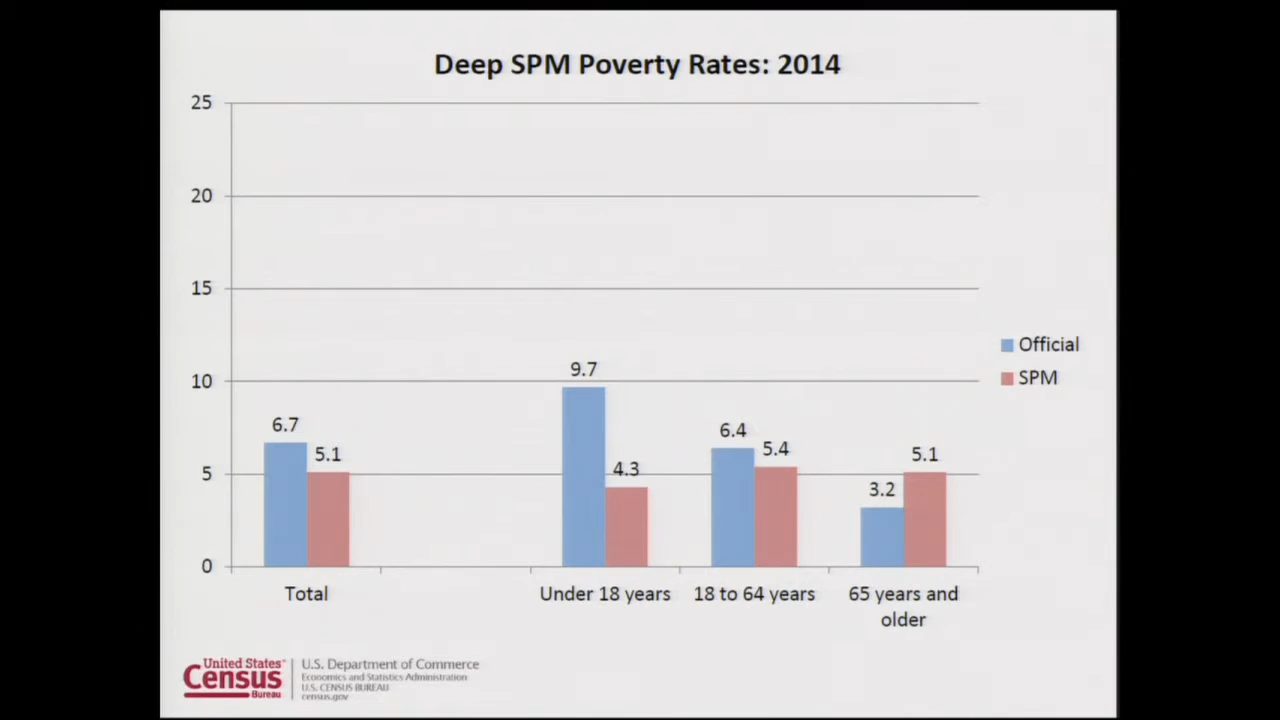 Deep SPM Poverty Rates: 2014
25
20
15
10
5
0
6.7
5.1
9.7
4.3
6.4
5.4
3.2
5.1
Total
Under 18 years
18 to 64 years
65 years and
older
Official
SPM
United States
Census
Bureau
U.S. Department of Commerce
Economics and Statistics Administration
U.S. CENSUS BUREAU
census.gov